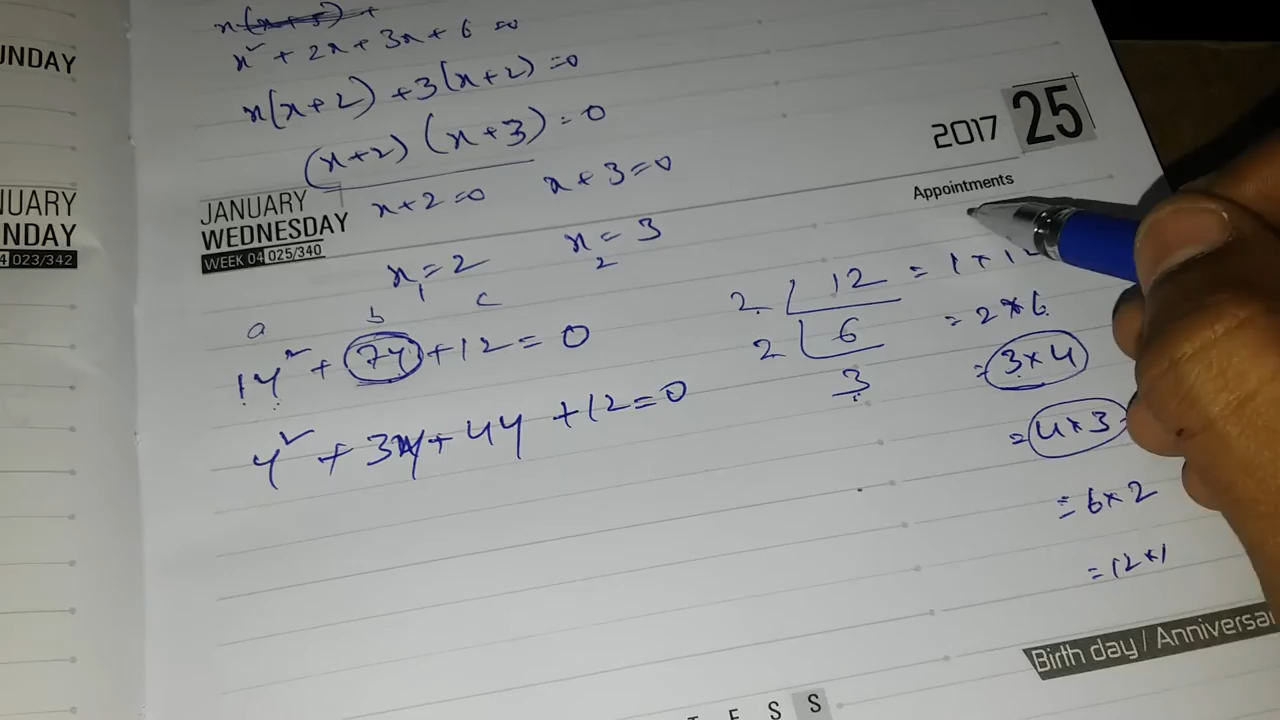 x² + 2x + 3x + 6 = 0
x(x+2) + 3(x+2) = 0
(x+2) (x+3) = 0
x+2 = 0 x+3 = 0
x₁ = 2 x₂ = 3
UNDAY
NUARY
NDAY
4 023/342
JANUARY
WEDNESDAY
WEEK 04 025/340
2017 25
Appointments
a b c
1y² + 7y + 12 = 0
y² + 3y + 4y + 12 = 0
2 12 = 1 × 12
2 6 = 2 × 6
3 = 3 × 4
= 4 × 3
= 6 × 2
= 12 × 1
Birth day / Anniversa
E S S